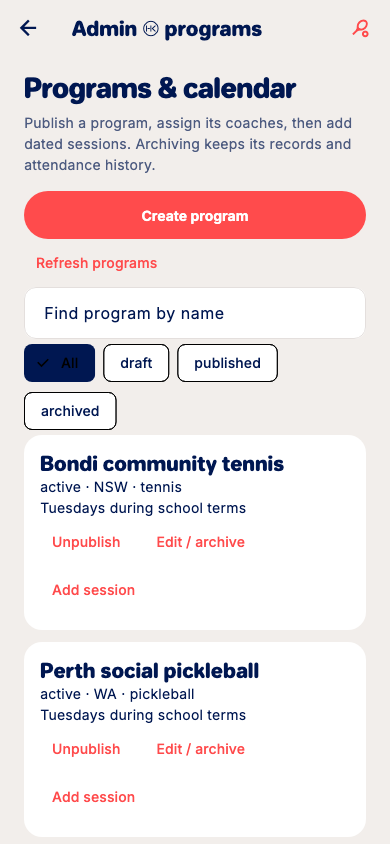 Admin HK programs
Programs & calendar
Publish a program, assign its coaches, then add
dated sessions. Archiving keeps its records and
attendance history.
Create program
Refresh programs
Find program by name
All
draft
published
archived
Bondi community tennis
active · NSW · tennis
Tuesdays during school terms
Unpublish
Edit / archive
Add session
Perth social pickleball
active · WA · pickleball
Tuesdays during school terms
Unpublish
Edit / archive
Add session